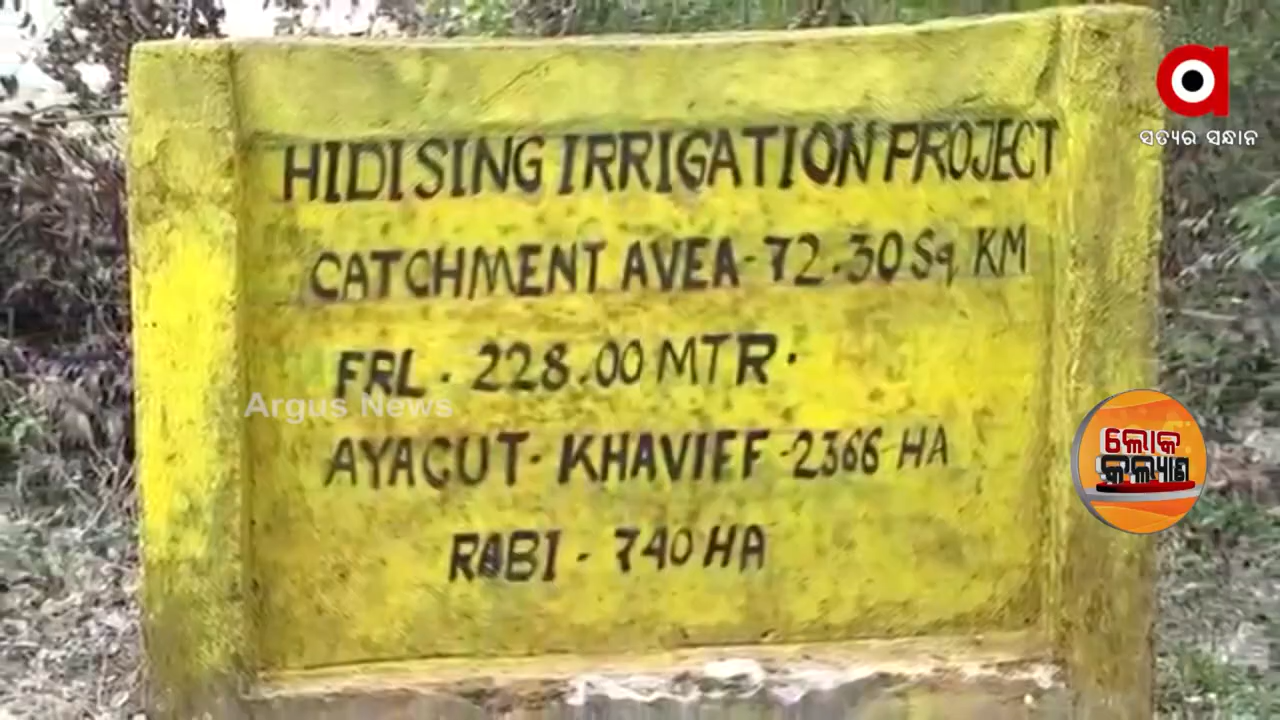 HIDISING IRRIGATION PROJECT
CATCHMENT AVEA-72.30 Sq KM
FRL. 228.00 MTR.
AYACUT- KHAVIEF-2366 HA
RABI - 740 HA
Argus News
ସତ୍ୟର ସନ୍ଧାନ
ଲୋକ
କଲ୍ୟାଣ